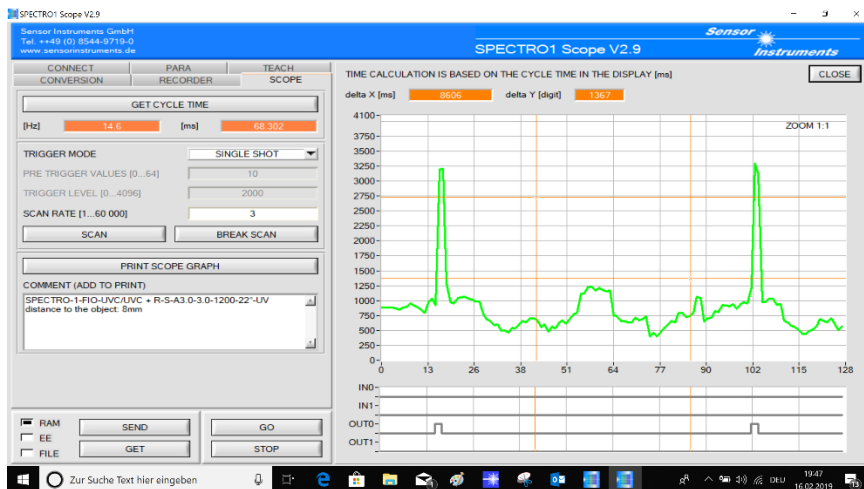 SPECTRO1 Scope V2.9
Sensor Instruments GmbH
Tel. ++49 (0) 8544-9719-0
www.sensorinstruments.de
SPECTRO1 Scope V2.9
Sensor Instruments
CONNECT PARA TEACH
CONVERSION RECORDER SCOPE
GET CYCLE TIME
[Hz] 14.6 [ms] 68.302
TRIGGER MODE SINGLE SHOT
PRE TRIGGER VALUES [0...64] 10
TRIGGER LEVEL [0...4096] 2000
SCAN RATE [1...60 000] 3
SCAN BREAK SCAN
PRINT SCOPE GRAPH
COMMENT (ADD TO PRINT)
SPECTRO-1-FIO-UVC/UVC + R-S-A3.0-3.0-1200-22°-UV
distance to the object: 8mm
RAM
EE
FILE
SEND GO
GET STOP
TIME CALCULATION IS BASED ON THE CYCLE TIME IN THE DISPLAY [ms]
CLOSE
delta X [ms] 8606 delta Y [digit] 1367
ZOOM 1:1
4100
3750
3500
3250
3000
2750
2500
2250
2000
1750
1500
1250
1000
750
500
250
0
0 13 26 38 51 64 77 90 102 115 128
IN0
IN1
OUT0
OUT1
Zur Suche Text hier eingeben
DEU
19:47
16.02.2019